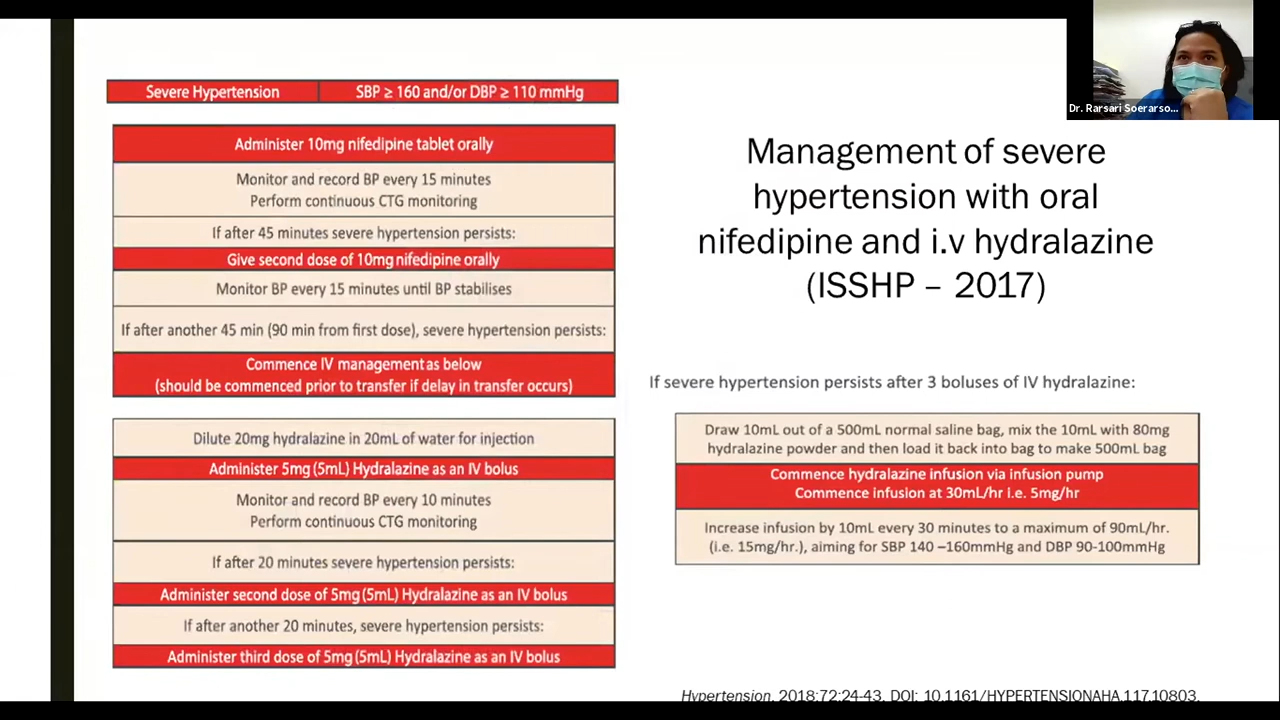 Severe Hypertension
SBP ≥ 160 and/or DBP ≥ 110 mmHg
Administer 10mg nifedipine tablet orally
Monitor and record BP every 15 minutes
Perform continuous CTG monitoring
If after 45 minutes severe hypertension persists:
Give second dose of 10mg nifedipine orally
Monitor BP every 15 minutes until BP stabilises
If after another 45 min (90 min from first dose), severe hypertension persists:
Commence IV management as below
(should be commenced prior to transfer if delay in transfer occurs)
Dilute 20mg hydralazine in 20mL of water for injection
Administer 5mg (5mL) Hydralazine as an IV bolus
Monitor and record BP every 10 minutes
Perform continuous CTG monitoring
If after 20 minutes severe hypertension persists:
Administer second dose of 5mg (5mL) Hydralazine as an IV bolus
If after another 20 minutes, severe hypertension persists:
Administer third dose of 5mg (5mL) Hydralazine as an IV bolus
Dr. Rarsari Soerarso...
Management of severe
hypertension with oral
nifedipine and i.v hydralazine
(ISSHP – 2017)
If severe hypertension persists after 3 boluses of IV hydralazine:
Draw 10mL out of a 500mL normal saline bag, mix the 10mL with 80mg
hydralazine powder and then load it back into bag to make 500mL bag
Commence hydralazine infusion via infusion pump
Commence infusion at 30mL/hr i.e. 5mg/hr
Increase infusion by 10mL every 30 minutes to a maximum of 90mL/hr.
(i.e. 15mg/hr.), aiming for SBP 140 –160mmHg and DBP 90-100mmHg
Hypertension. 2018;72:24-43. DOI: 10.1161/HYPERTENSIONAHA.117.10803.